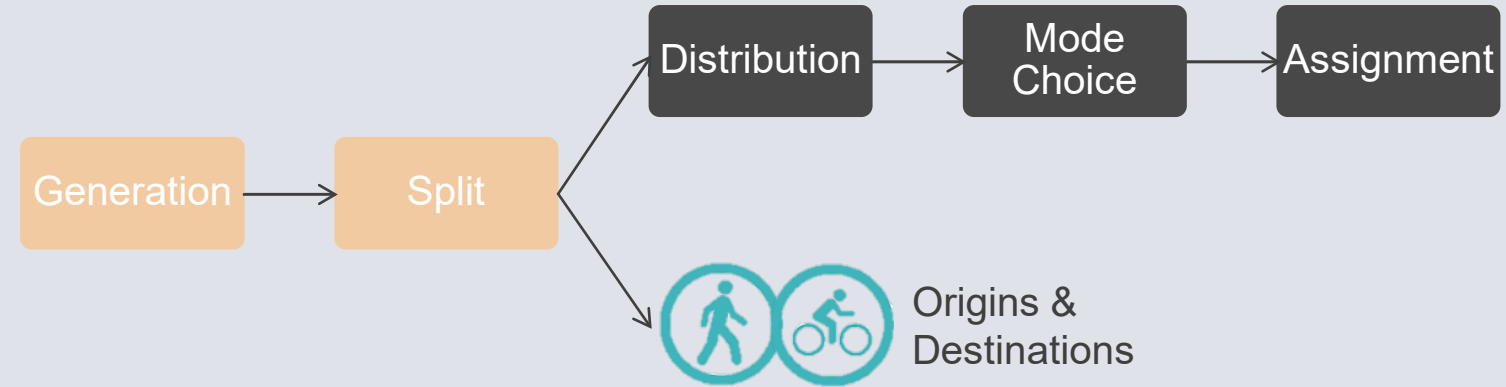 Generation
Split
Distribution
Mode
Choice
Assignment
Origins &
Destinations